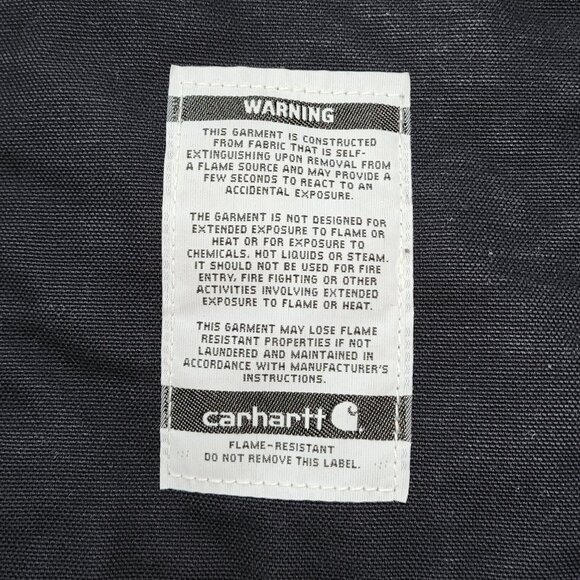 WARNING
THIS GARMENT IS CONSTRUCTED
FROM FABRIC THAT IS SELF-
EXTINGUISHING UPON REMOVAL FROM
A FLAME SOURCE AND MAY PROVIDE A
FEW SECONDS TO REACT TO AN
ACCIDENTAL EXPOSURE.
THE GARMENT IS NOT DESIGNED FOR
EXTENDED EXPOSURE TO FLAME OR
HEAT OR FOR EXPOSURE TO
CHEMICALS, HOT LIQUIDS OR STEAM.
IT SHOULD NOT BE USED FOR FIRE
ENTRY, FIRE FIGHTING OR OTHER
ACTIVITIES INVOLVING EXTENDED
EXPOSURE TO FLAME OR HEAT.
THIS GARMENT MAY LOSE FLAME
RESISTANT PROPERTIES IF NOT
LAUNDERED AND MAINTAINED IN
ACCORDANCE WITH MANUFACTURER'S
INSTRUCTIONS.
carhartt
FLAME-RESISTANT
DO NOT REMOVE THIS LABEL.